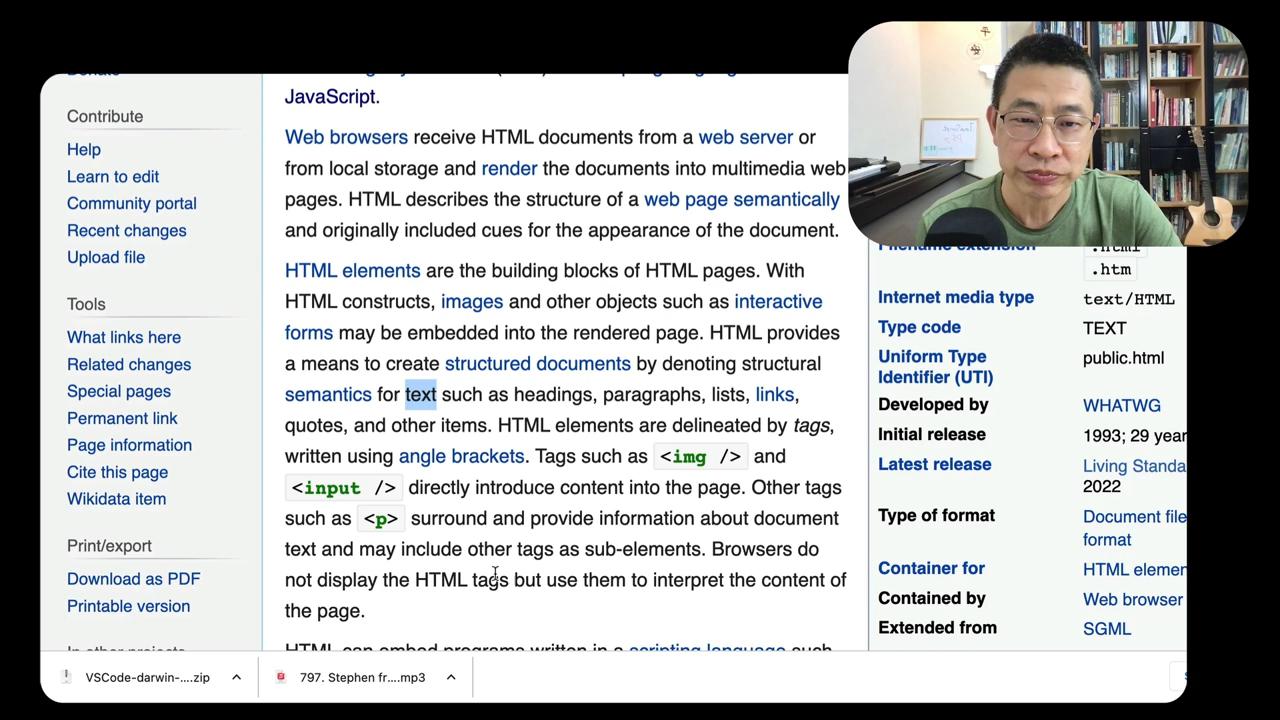 Contribute
Help
Learn to edit
Community portal
Recent changes
Upload file
Tools
What links here
Related changes
Special pages
Permanent link
Page information
Cite this page
Wikidata item
Print/export
Download as PDF
Printable version
JavaScript.
Web browsers receive HTML documents from a web server or
from local storage and render the documents into multimedia web
pages. HTML describes the structure of a web page semantically
and originally included cues for the appearance of the document.
HTML elements are the building blocks of HTML pages. With
HTML constructs, images and other objects such as interactive
forms may be embedded into the rendered page. HTML provides
a means to create structured documents by denoting structural
semantics for text such as headings, paragraphs, lists, links,
quotes, and other items. HTML elements are delineated by tags,
written using angle brackets. Tags such as <img /> and
<input /> directly introduce content into the page. Other tags
such as <p> surround and provide information about document
text and may include other tags as sub-elements. Browsers do
not display the HTML tags but use them to interpret the content of
the page.
HTML can embed programs written in a scripting language such
Filename extension .html
.htm
Internet media type text/HTML
Type code TEXT
Uniform Type public.html
Identifier (UTI)
Developed by WHATWG
Initial release 1993; 29 year
Latest release Living Standa
2022
Type of format Document file
format
Container for HTML elemen
Contained by Web browser
Extended from SGML
VSCode-darwin-....zip
797. Stephen fr....mp3